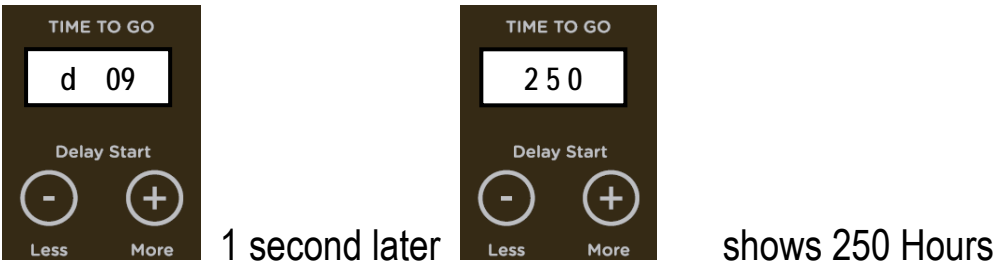 TIME TO GO
d 09
Delay Start
- +
Less More
1 second later
TIME TO GO
250
Delay Start
- +
Less More
shows 250 Hours